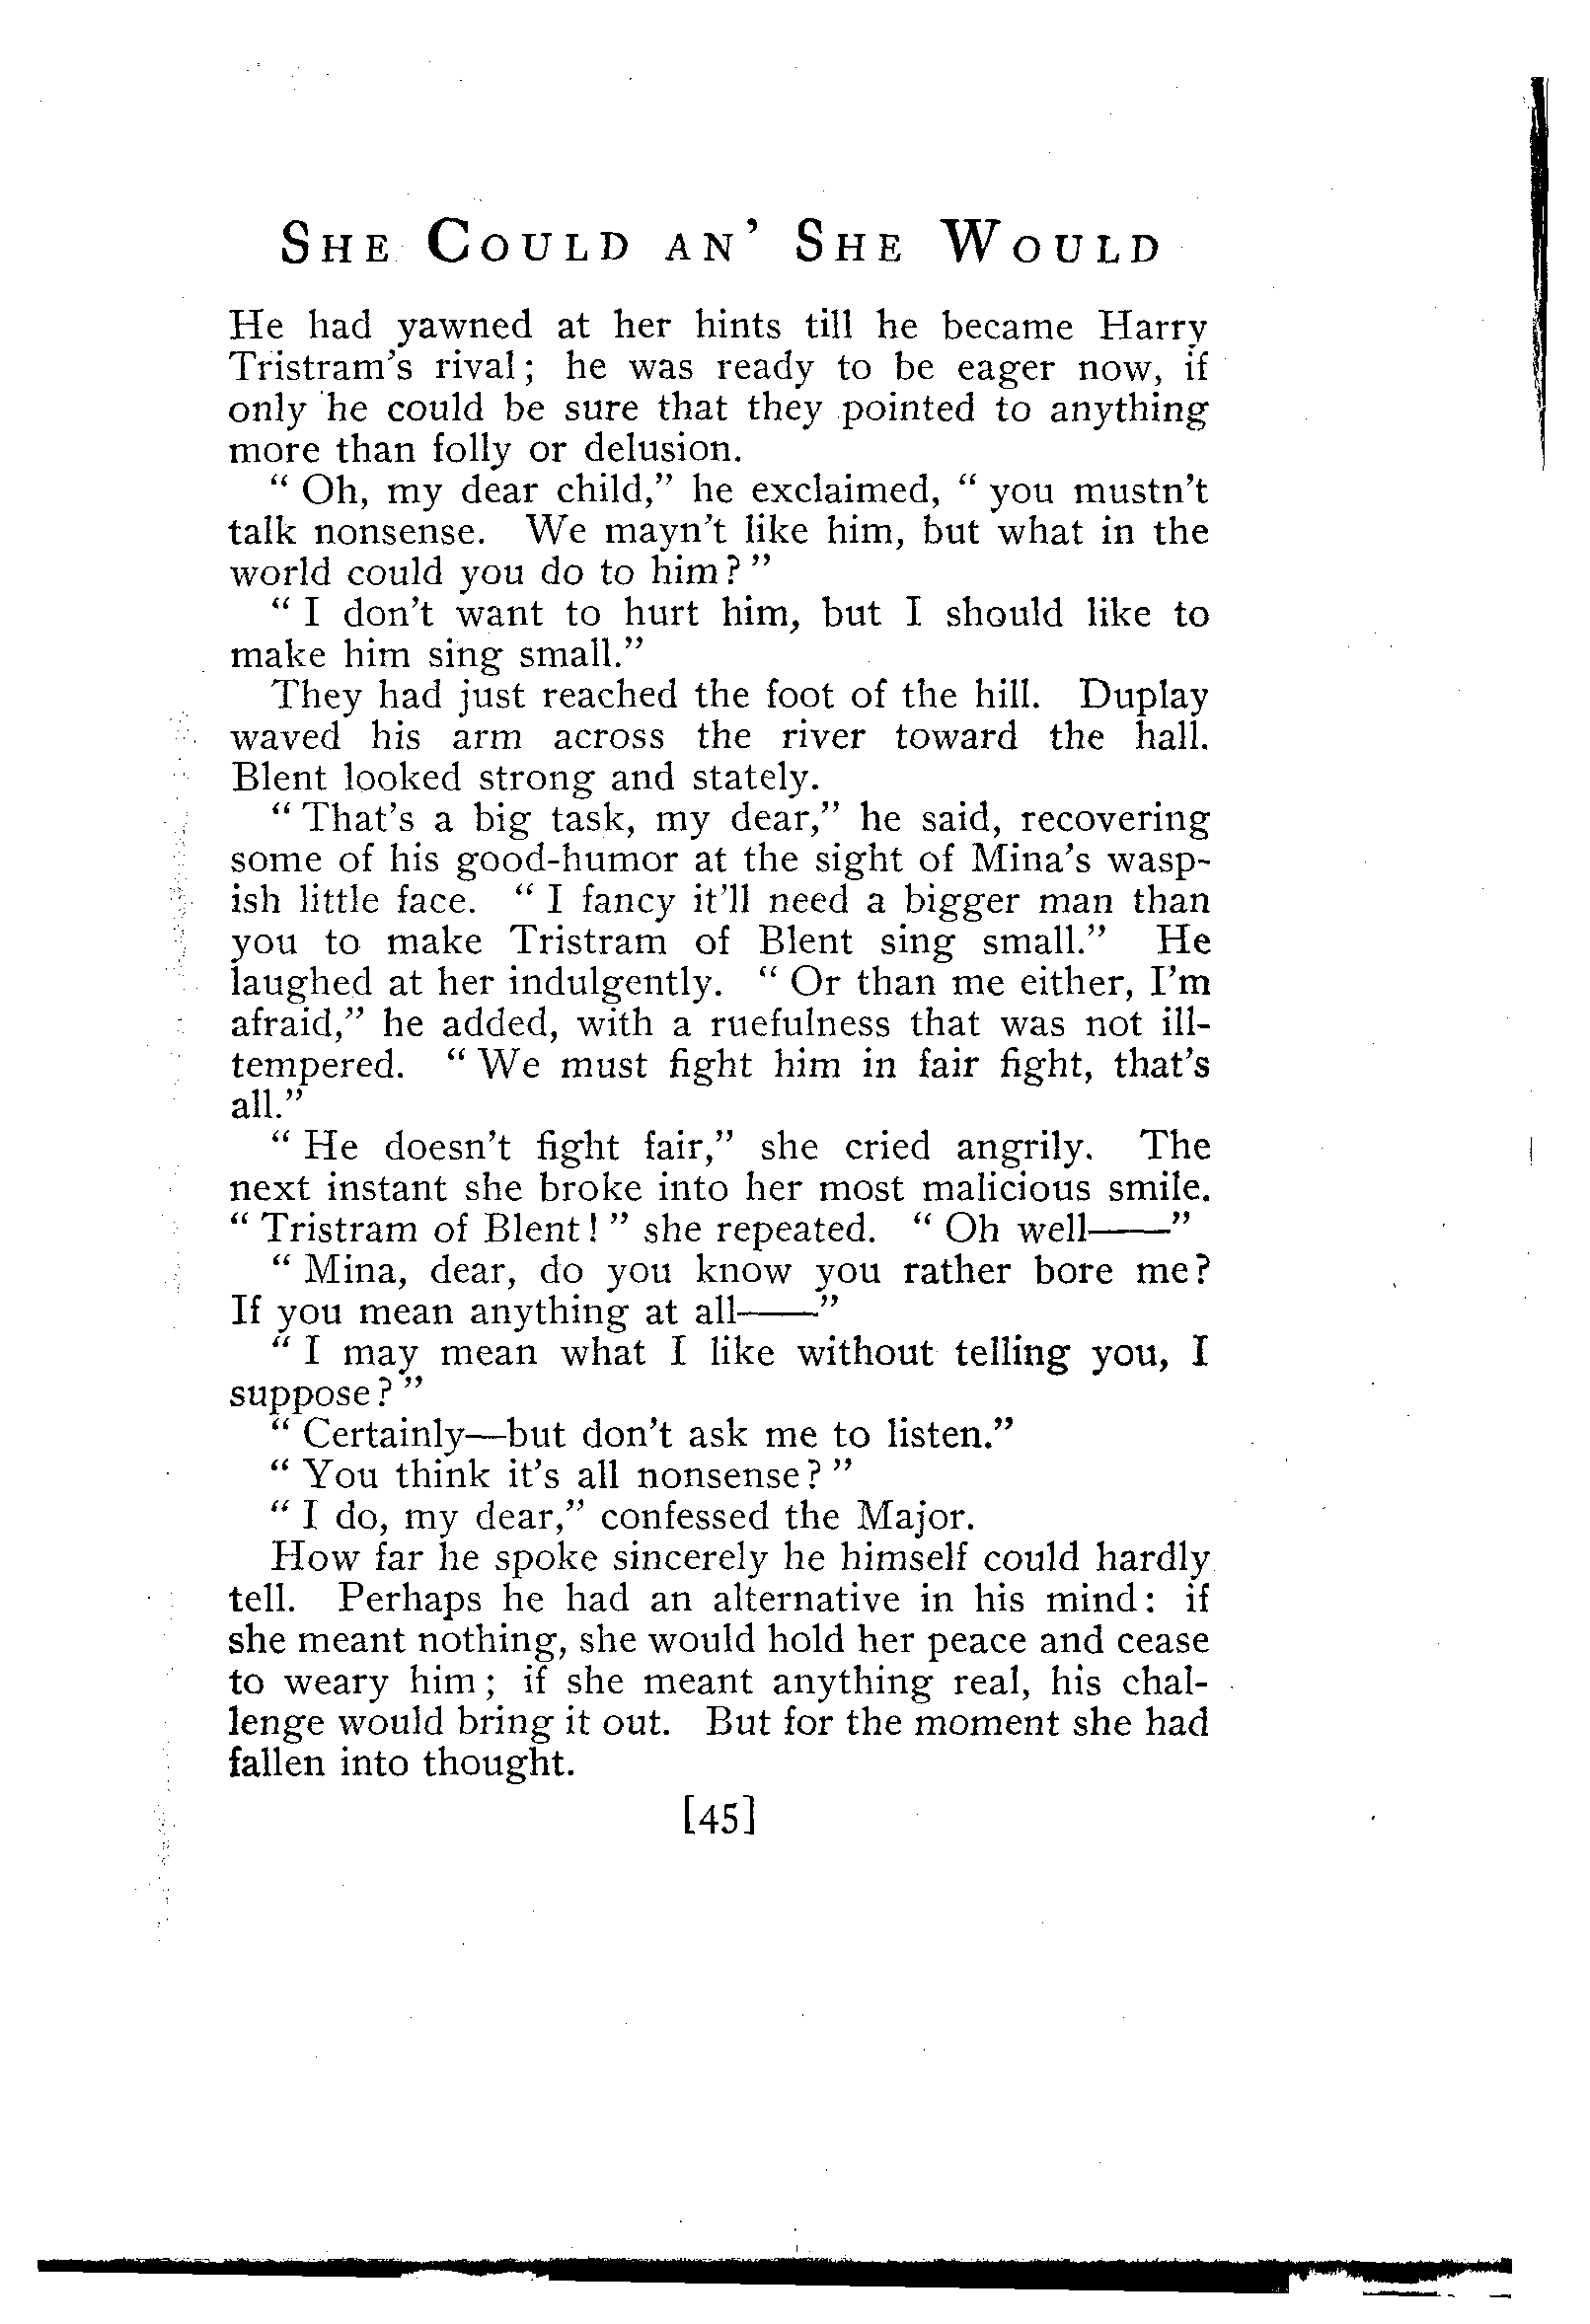 She Could an' She Would
He had yawned at her hints till he became Harry
Tristram's rival; he was ready to be eager now, if
only he could be sure that they pointed to anything
more than folly or delusion.
“Oh, my dear child,” he exclaimed, “you mustn't
talk nonsense. We mayn't like him, but what in the
world could you do to him?”
“I don't want to hurt him, but I should like to
make him sing small.”
They had just reached the foot of the hill. Duplay
waved his arm across the river toward the hall.
Blent looked strong and stately.
“That's a big task, my dear,” he said, recovering
some of his good-humor at the sight of Mina's wasp-
ish little face. “I fancy it'll need a bigger man than
you to make Tristram of Blent sing small.” He
laughed at her indulgently. “Or than me either, I'm
afraid,” he added, with a ruefulness that was not ill-
tempered. “We must fight him in fair fight, that's
all.”
“He doesn't fight fair,” she cried angrily. The
next instant she broke into her most malicious smile.
“Tristram of Blent!” she repeated. “Oh well——”
“Mina, dear, do you know you rather bore me?
If you mean anything at all——”
“I may mean what I like without telling you, I
suppose?”
“Certainly—but don't ask me to listen.”
“You think it's all nonsense?”
“I do, my dear,” confessed the Major.
How far he spoke sincerely he himself could hardly
tell. Perhaps he had an alternative in his mind: if
she meant nothing, she would hold her peace and cease
to weary him; if she meant anything real, his chal-
lenge would bring it out. But for the moment she had
fallen into thought.
[45]